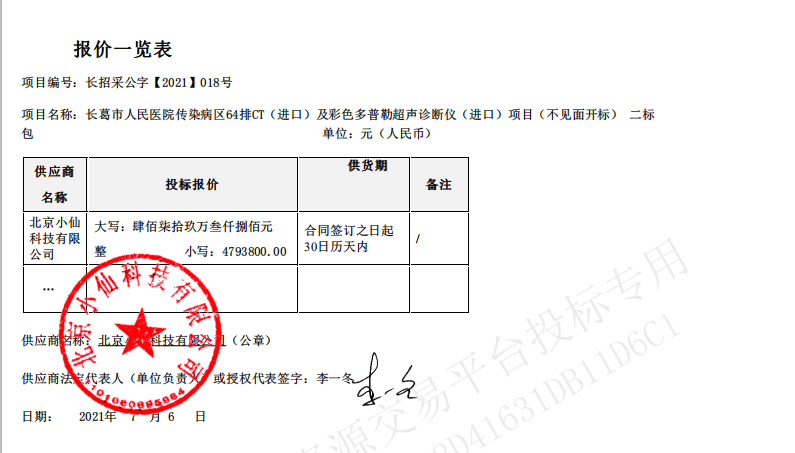 报价一览表
项目编号：长招采公字【2021】018号
项目名称：长葛市人民医院传染病区64排CT（进口）及彩色多普勒超声诊断仪（进口）项目（不见面开标） 二标
包 单位：元（人民币）
供应商名称 投标报价 供货期 备注
北京小仙科技有限公司 大写：肆佰柒拾玖万叁仟捌佰元整 小写：4793800.00 合同签订之日起30日历天内 /
…
北京小仙科技有限公司
供应商名称：北京小仙科技有限公司（公章）
供应商法定代表人（单位负责人）或授权代表签字：李一冬
日期： 2021年 7 月 6 日
源交易平台投标专用
D41631DB11D6C1